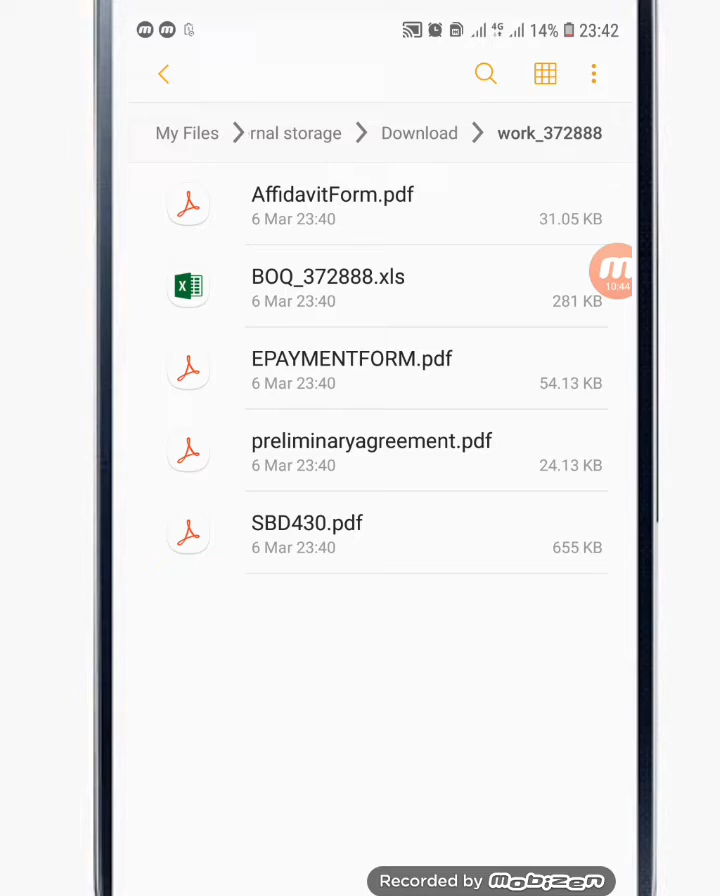 4G 14% 23:42
My Files rnal storage Download work_372888
AffidavitForm.pdf
6 Mar 23:40 31.05 KB
BOQ_372888.xls
6 Mar 23:40 281 KB
10:44
EPAYMENTFORM.pdf
6 Mar 23:40 54.13 KB
preliminaryagreement.pdf
6 Mar 23:40 24.13 KB
SBD430.pdf
6 Mar 23:40 655 KB
Recorded by mobizen